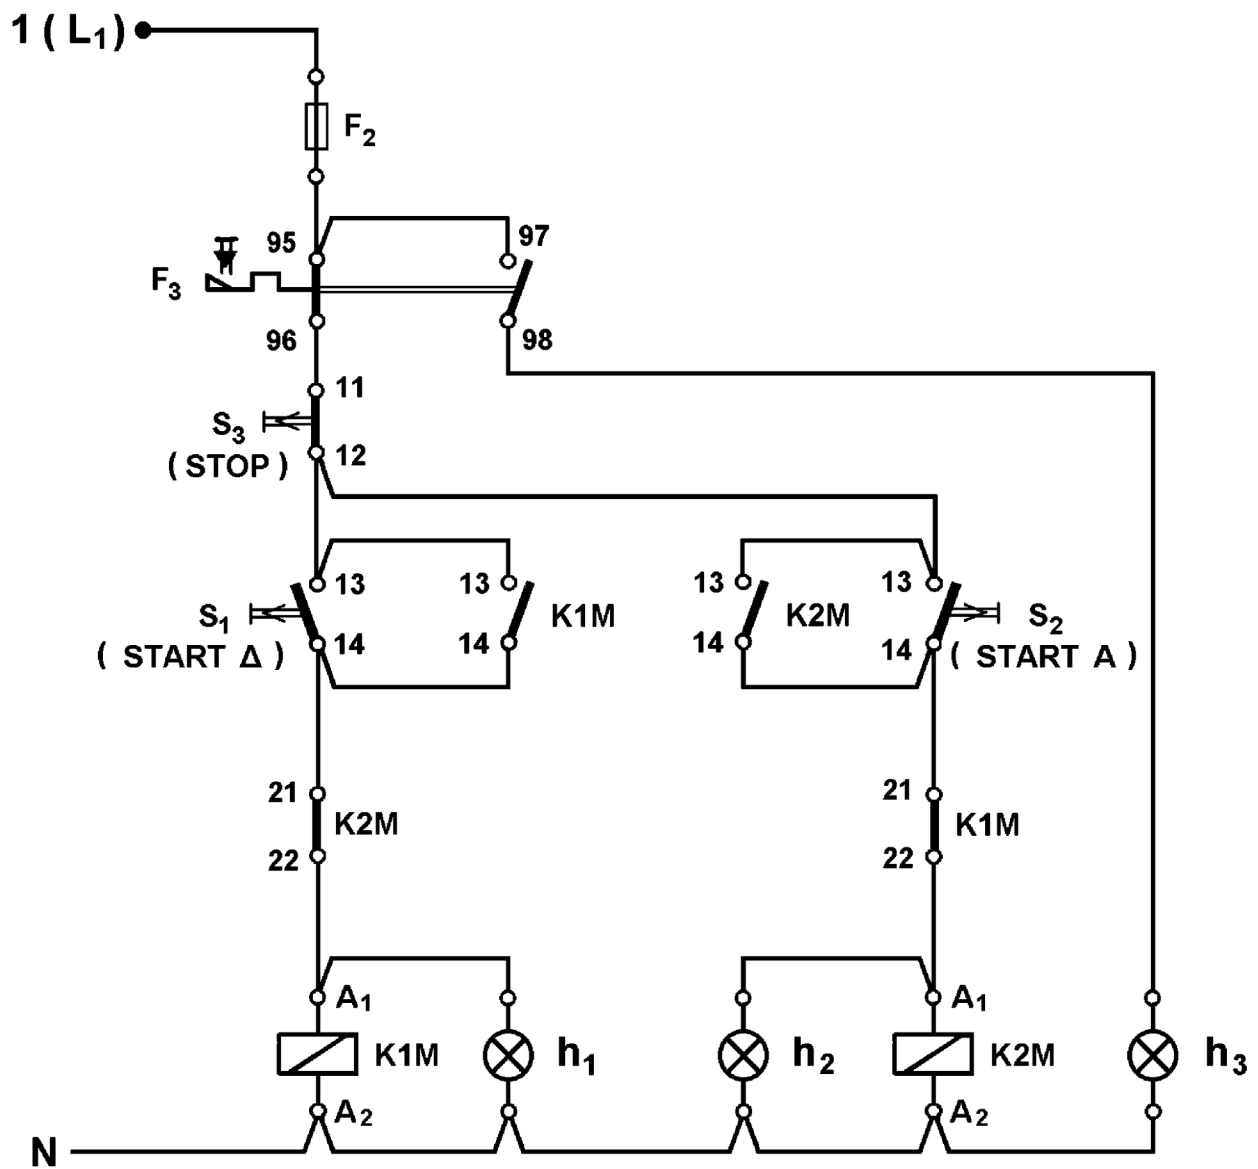 1 ( L₁)
F₂
95
97
F₃
96
98
11
S₃
( STOP )
12
13
13
13
13
S₁
K1M
K2M
S₂
14
14
14
14
( START Δ )
( START A )
21
21
K2M
K1M
22
22
A₁
A₁
K1M
h₁
h₂
K2M
h₃
A₂
A₂
N